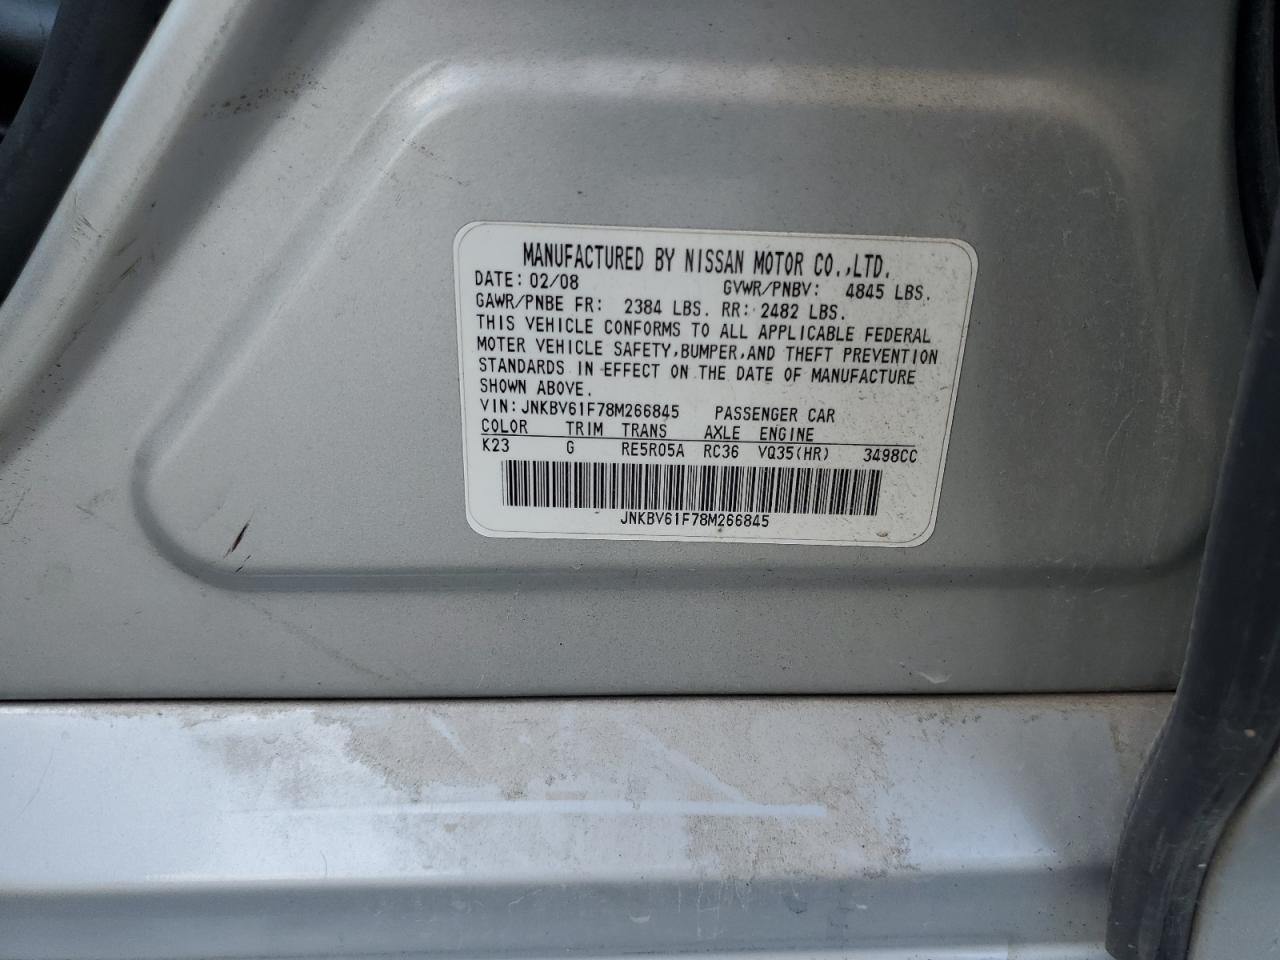 MANUFACTURED BY NISSAN MOTOR CO.,LTD.
DATE: 02/08 GVWR/PNBV: 4845 LBS.
GAWR/PNBE FR: 2384 LBS. RR: 2482 LBS.
THIS VEHICLE CONFORMS TO ALL APPLICABLE FEDERAL
MOTER VEHICLE SAFETY,BUMPER,AND THEFT PREVENTION
STANDARDS IN EFFECT ON THE DATE OF MANUFACTURE
SHOWN ABOVE.
VIN: JNKBV61F78M266845 PASSENGER CAR
COLOR TRIM TRANS AXLE ENGINE
K23 G RE5R05A RC36 VQ35(HR) 3498CC
JNKBV61F78M266845